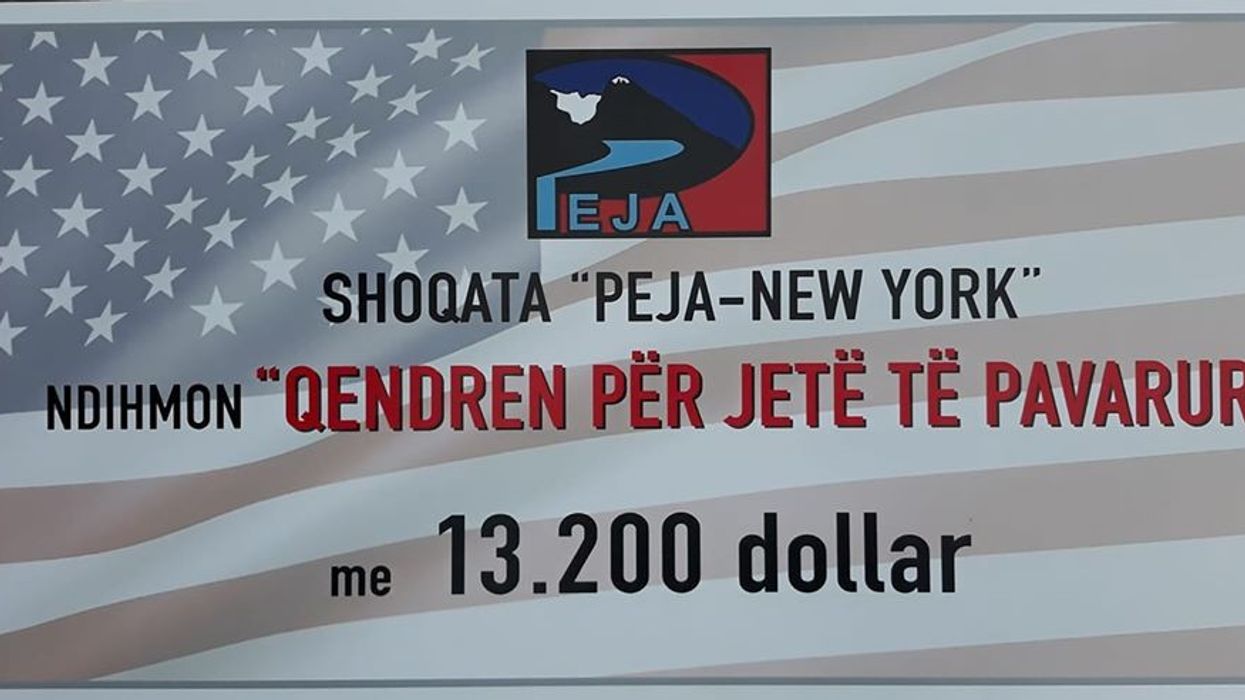 PEJA
SHOQATA "PEJA-NEW YORK"
NDIHMON "QENDREN PËR JETË TË PAVARUR
me 13.200 dollar